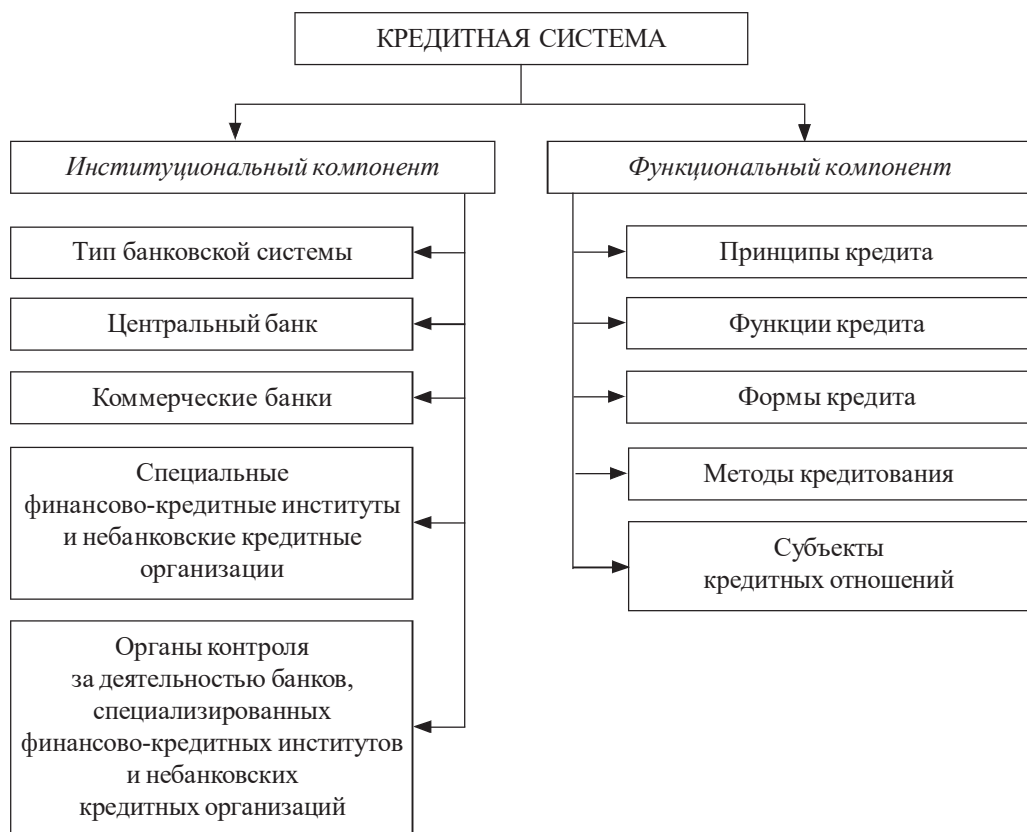 КРЕДИТНАЯ СИСТЕМА
Институциональный компонент
Тип банковской системы
Центральный банк
Коммерческие банки
Специальные
финансово-кредитные институты
и небанковские кредитные
организации
Органы контроля
за деятельностью банков,
специализированных
финансово-кредитных институтов
и небанковских
кредитных организаций
Функциональный компонент
Принципы кредита
Функции кредита
Формы кредита
Методы кредитования
Субъекты
кредитных отношений